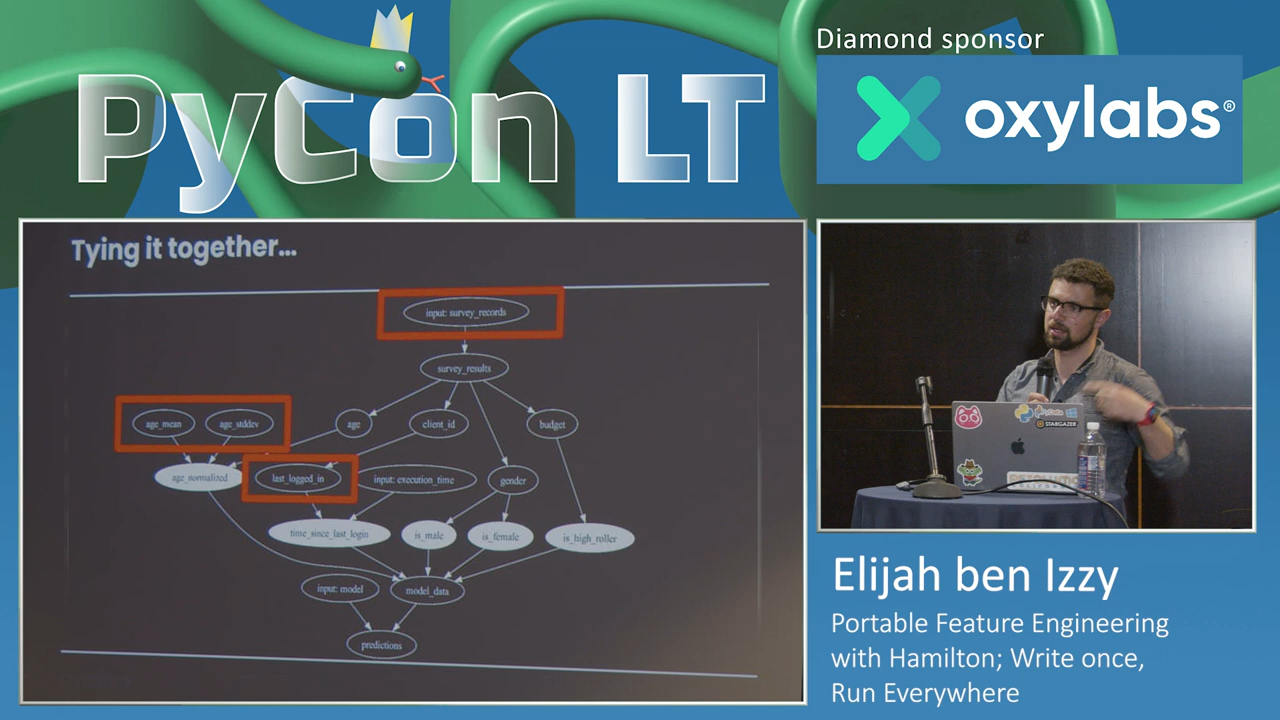 PyCon LT
Diamond sponsor
oxylabs®
Tying it together...
input: survey_records
survey_results
age_mean
age_stddev
age
client_id
budget
age_normalized
last_logged_in
input: execution_time
gender
time_since_last_login
is_male
is_female
is_high_roller
input: model
model_data
predictions
STARGAZER
Elijah ben Izzy
Portable Feature Engineering
with Hamilton; Write once,
Run Everywhere